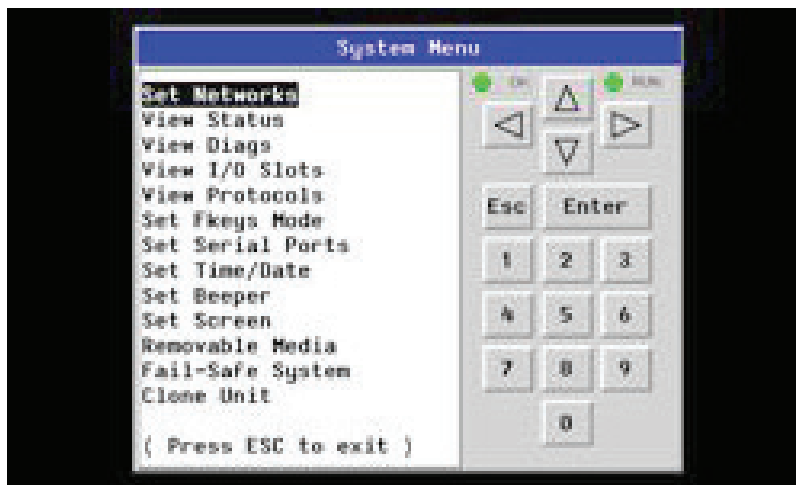 System Menu
Set Networks
View Status
View Diags
View I/O Slots
View Protocols
Set Fkeys Mode
Set Serial Ports
Set Time/Date
Set Beeper
Set Screen
Removable Media
Fail-Safe System
Clone Unit
( Press ESC to exit )
OK
RUN
Esc
Enter
1
2
3
4
5
6
7
8
9
0